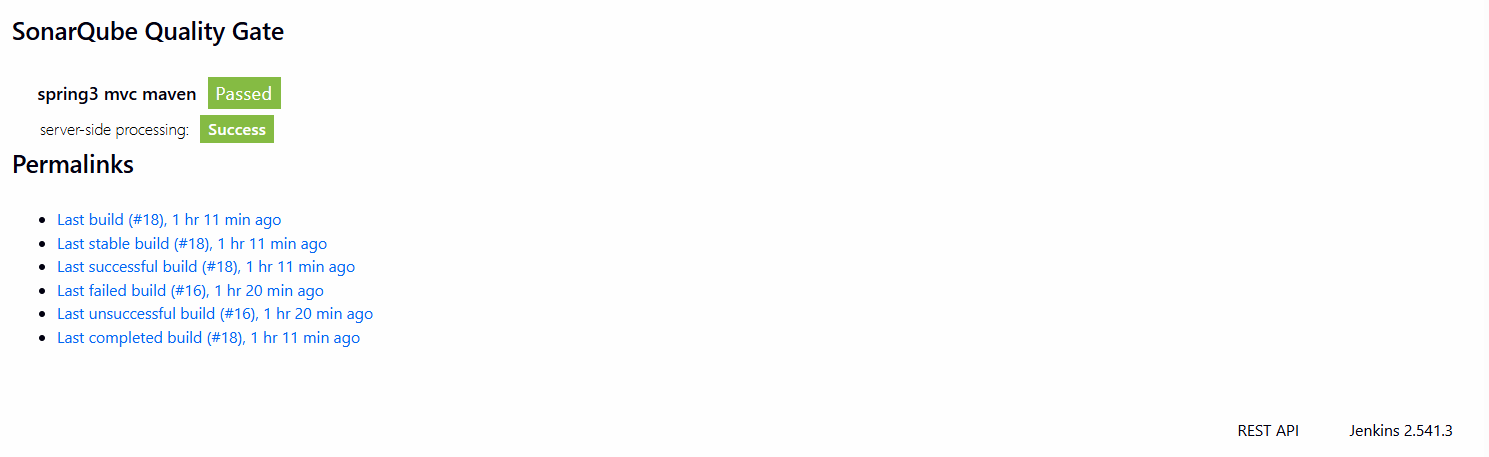 SonarQube Quality Gate
spring3 mvc maven Passed
server-side processing: Success
Permalinks
Last build (#18), 1 hr 11 min ago
Last stable build (#18), 1 hr 11 min ago
Last successful build (#18), 1 hr 11 min ago
Last failed build (#16), 1 hr 20 min ago
Last unsuccessful build (#16), 1 hr 20 min ago
Last completed build (#18), 1 hr 11 min ago
REST API Jenkins 2.541.3